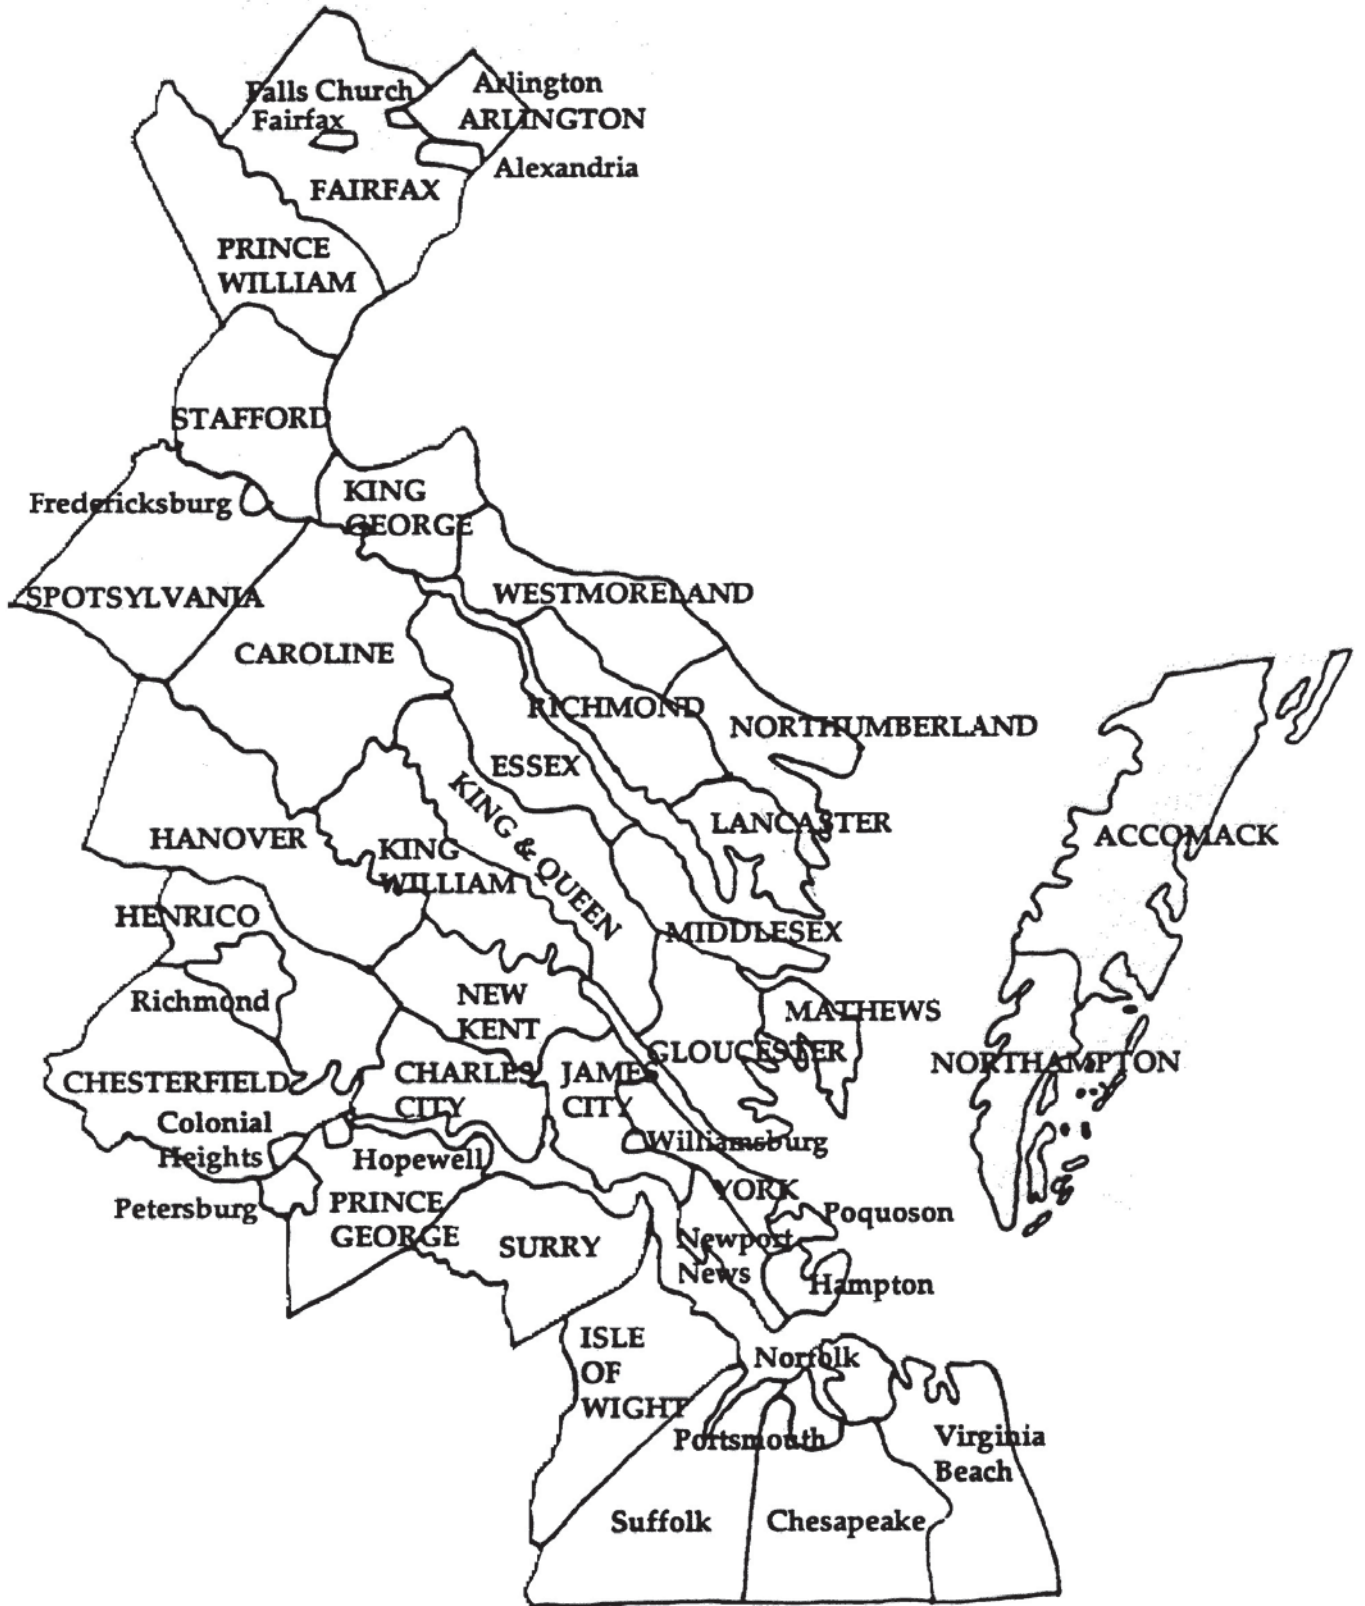 Falls Church
Arlington
Fairfax
ARLINGTON
Alexandria
FAIRFAX
PRINCE
WILLIAM
STAFFORD
Fredericksburg
KING
GEORGE
SPOTSYLVANIA
WESTMORELAND
CAROLINE
RICHMOND
NORTHUMBERLAND
ESSEX
KING & QUEEN
LANCASTER
HANOVER
KING
WILLIAM
ACCOMACK
HENRICO
MIDDLESEX
Richmond
NEW
KENT
MATHEWS
GLOUCESTER
NORTHAMPTON
CHESTERFIELD
CHARLES
CITY
JAMES
CITY
Colonial
Heights
Williamsburg
Hopewell
Petersburg
PRINCE
GEORGE
YORK
Poquoson
SURRY
Newport
News
Hampton
ISLE
OF
WIGHT
Norfolk
Portsmouth
Virginia
Beach
Suffolk
Chesapeake